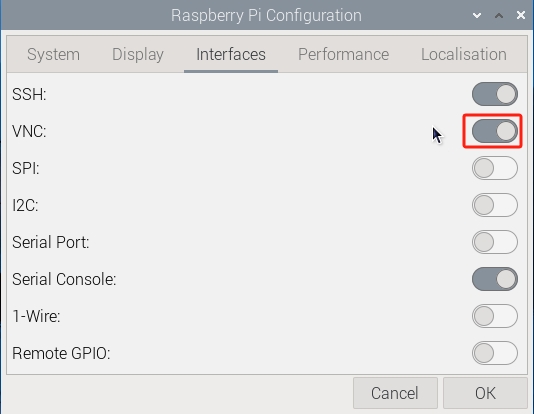 Raspberry Pi Configuration
System Display Interfaces Performance Localisation
SSH:
VNC:
SPI:
I2C:
Serial Port:
Serial Console:
1-Wire:
Remote GPIO:
Cancel OK